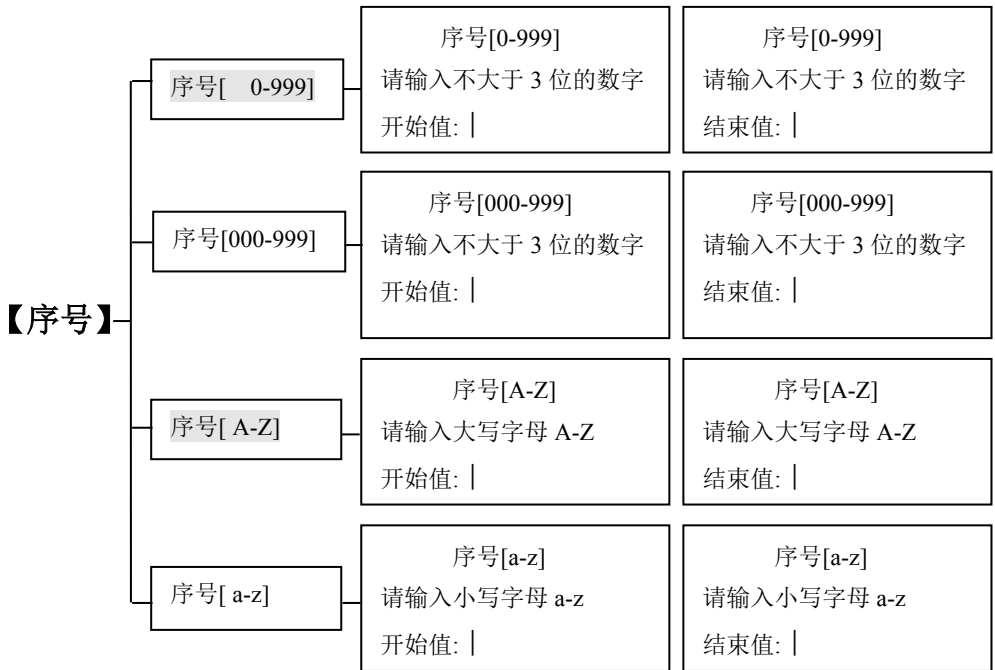 【序号】
序号[ 0-999]
序号[0-999]
请输入不大于 3 位的数字
开始值:
序号[0-999]
请输入不大于 3 位的数字
结束值:
序号[000-999]
序号[000-999]
请输入不大于 3 位的数字
开始值:
序号[000-999]
请输入不大于 3 位的数字
结束值:
序号[ A-Z]
序号[A-Z]
请输入大写字母 A-Z
开始值:
序号[A-Z]
请输入大写字母 A-Z
结束值:
序号[ a-z]
序号[a-z]
请输入小写字母 a-z
开始值:
序号[a-z]
请输入小写字母 a-z
结束值: